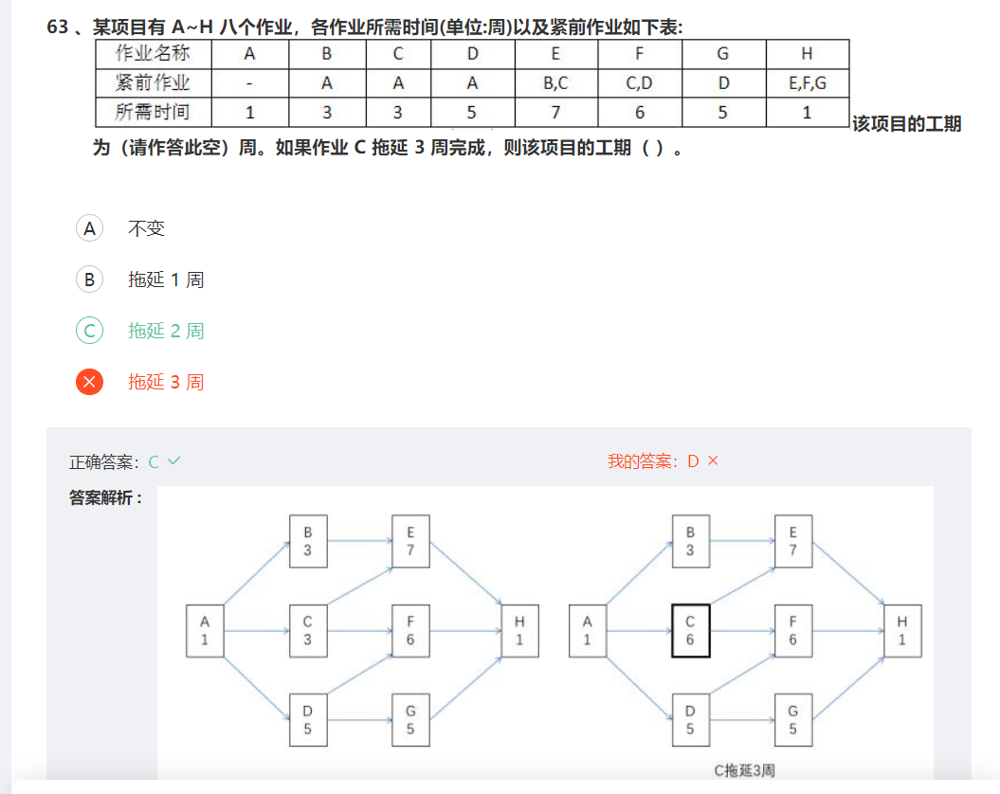 63 、某项目有 A~H 八个作业，各作业所需时间(单位:周)以及紧前作业如下表:
作业名称 A B C D E F G H
紧前作业 - A A A B,C C,D D E,F,G
所需时间 1 3 3 5 7 6 5 1
该项目的工期
为（请作答此空）周。如果作业 C 拖延 3 周完成，则该项目的工期（ ）。
A 不变
B 拖延 1 周
C 拖延 2 周
拖延 3 周
正确答案： C
我的答案： D
答案解析：
B
3
E
7
A
1
C
3
F
6
H
1
D
5
G
5
B
3
E
7
A
1
C
6
F
6
H
1
D
5
G
5
C拖延3周